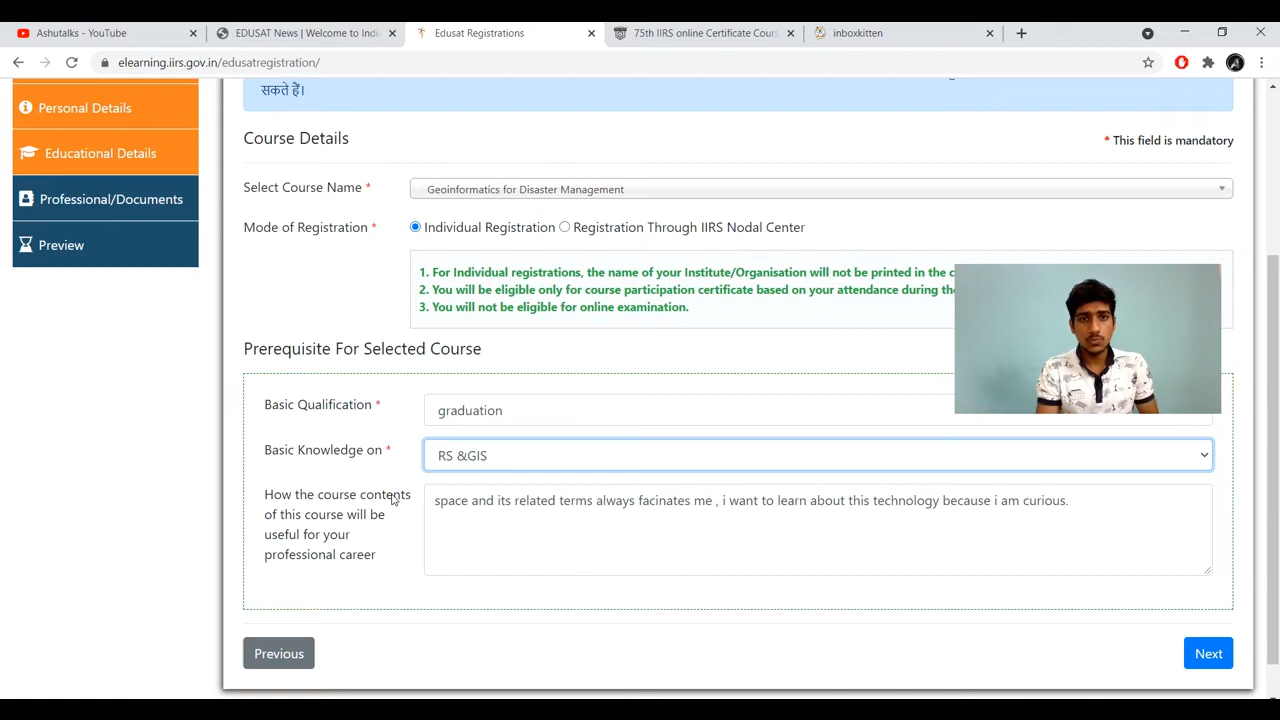 Ashutalks - YouTube
EDUSAT News | Welcome to Indi
Edusat Registrations
75th IIRS online Certificate Cours
inboxkitten
elearning.iirs.gov.in/edusatregistration/
सकते हैं।
Personal Details
Educational Details
Professional/Documents
Preview
Course Details
* This field is mandatory
Select Course Name *
Geoinformatics for Disaster Management
Mode of Registration *
Individual Registration
Registration Through IIRS Nodal Center
1. For Individual registrations, the name of your Institute/Organisation will not be printed in the c
2. You will be eligible only for course participation certificate based on your attendance during the
3. You will not be eligible for online examination.
Prerequisite For Selected Course
Basic Qualification *
graduation
Basic Knowledge on *
RS &GIS
How the course contents
of this course will be
useful for your
professional career
space and its related terms always facinates me , i want to learn about this technology because i am curious.
Previous
Next